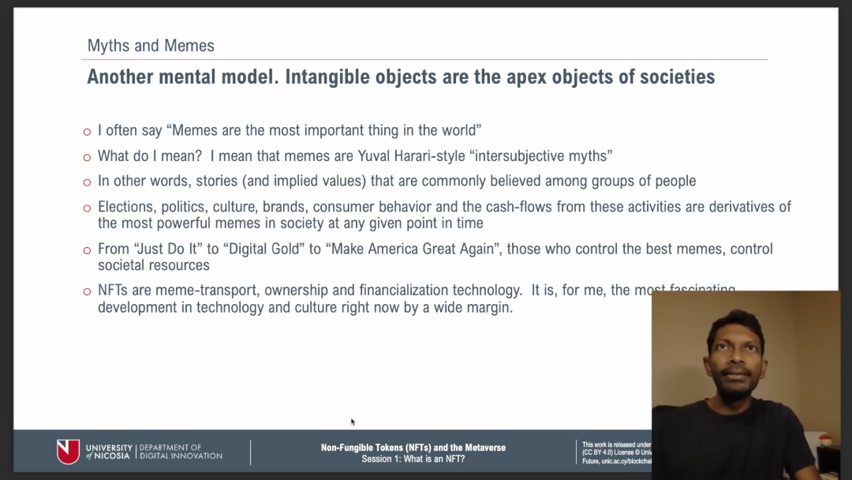 Myths and Memes
Another mental model. Intangible objects are the apex objects of societies
I often say “Memes are the most important thing in the world”
What do I mean?  I mean that memes are Yuval Harari-style “intersubjective myths”
In other words, stories (and implied values) that are commonly believed among groups of people
Elections, politics, culture, brands, consumer behavior and the cash-flows from these activities are derivatives of
the most powerful memes in society at any given point in time
From “Just Do It” to “Digital Gold” to “Make America Great Again”, those who control the best memes, control
societal resources
NFTs are meme-transport, ownership and financialization technology.  It is, for me, the most fascinating
development in technology and culture right now by a wide margin.
UNIVERSITY
of NICOSIA
DEPARTMENT OF
DIGITAL INNOVATION
Non-Fungible Tokens (NFTs) and the Metaverse
Session 1: What is an NFT?
This work is released under
(CC BY 4.0) License ©
Future, unic.ac.cy/blockchai